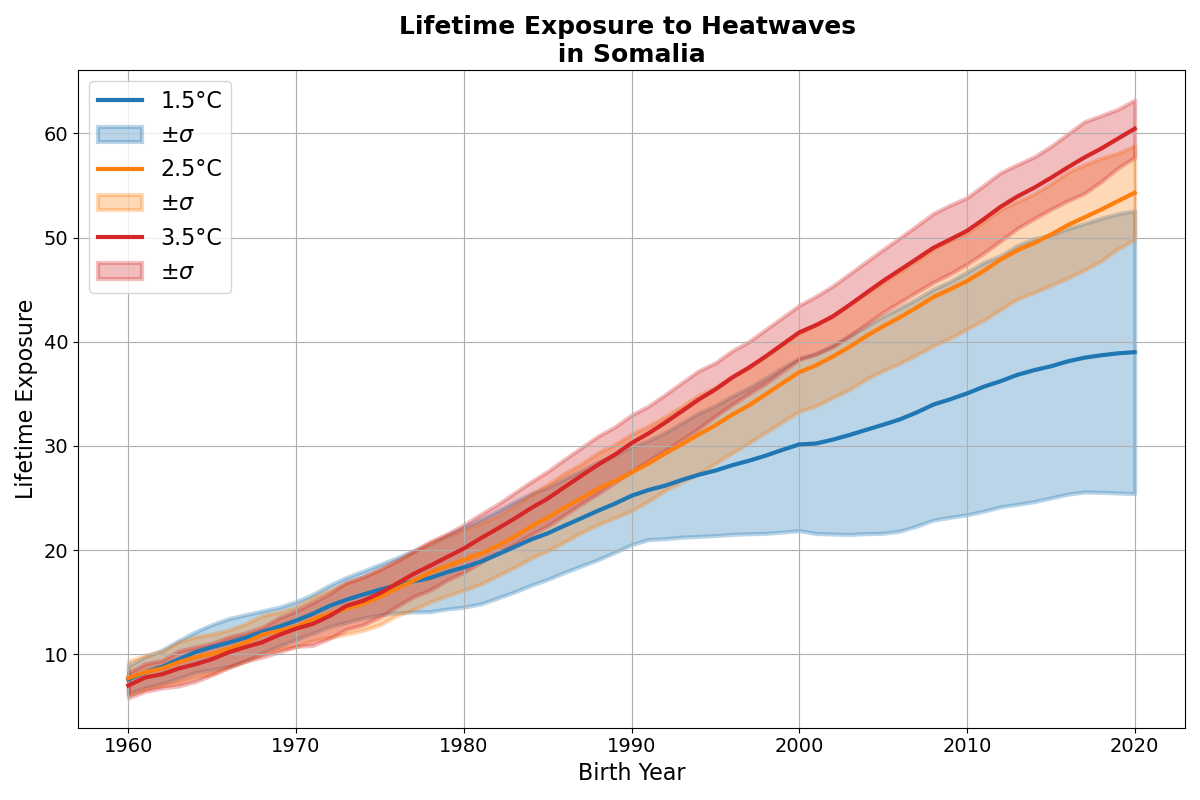 Lifetime Exposure to Heatwaves
in Somalia
1.5°C
±σ
2.5°C
±σ
3.5°C
±σ
Lifetime Exposure
60
50
40
30
20
10
1960 1970 1980 1990 2000 2010 2020
Birth Year